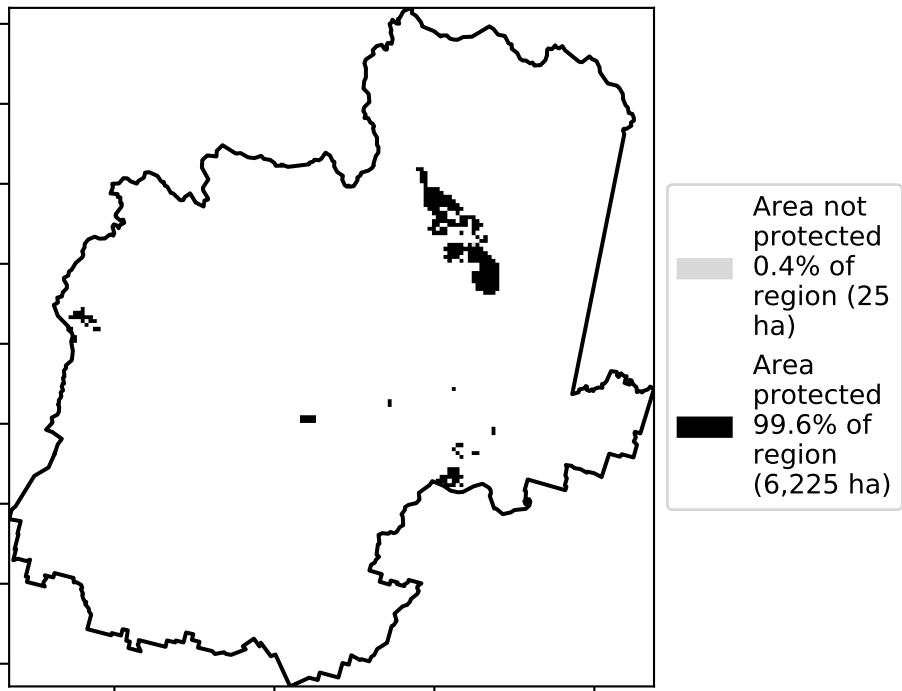 Area not
protected
0.4% of
region (25
ha)
Area
protected
99.6% of
region
(6,225 ha)